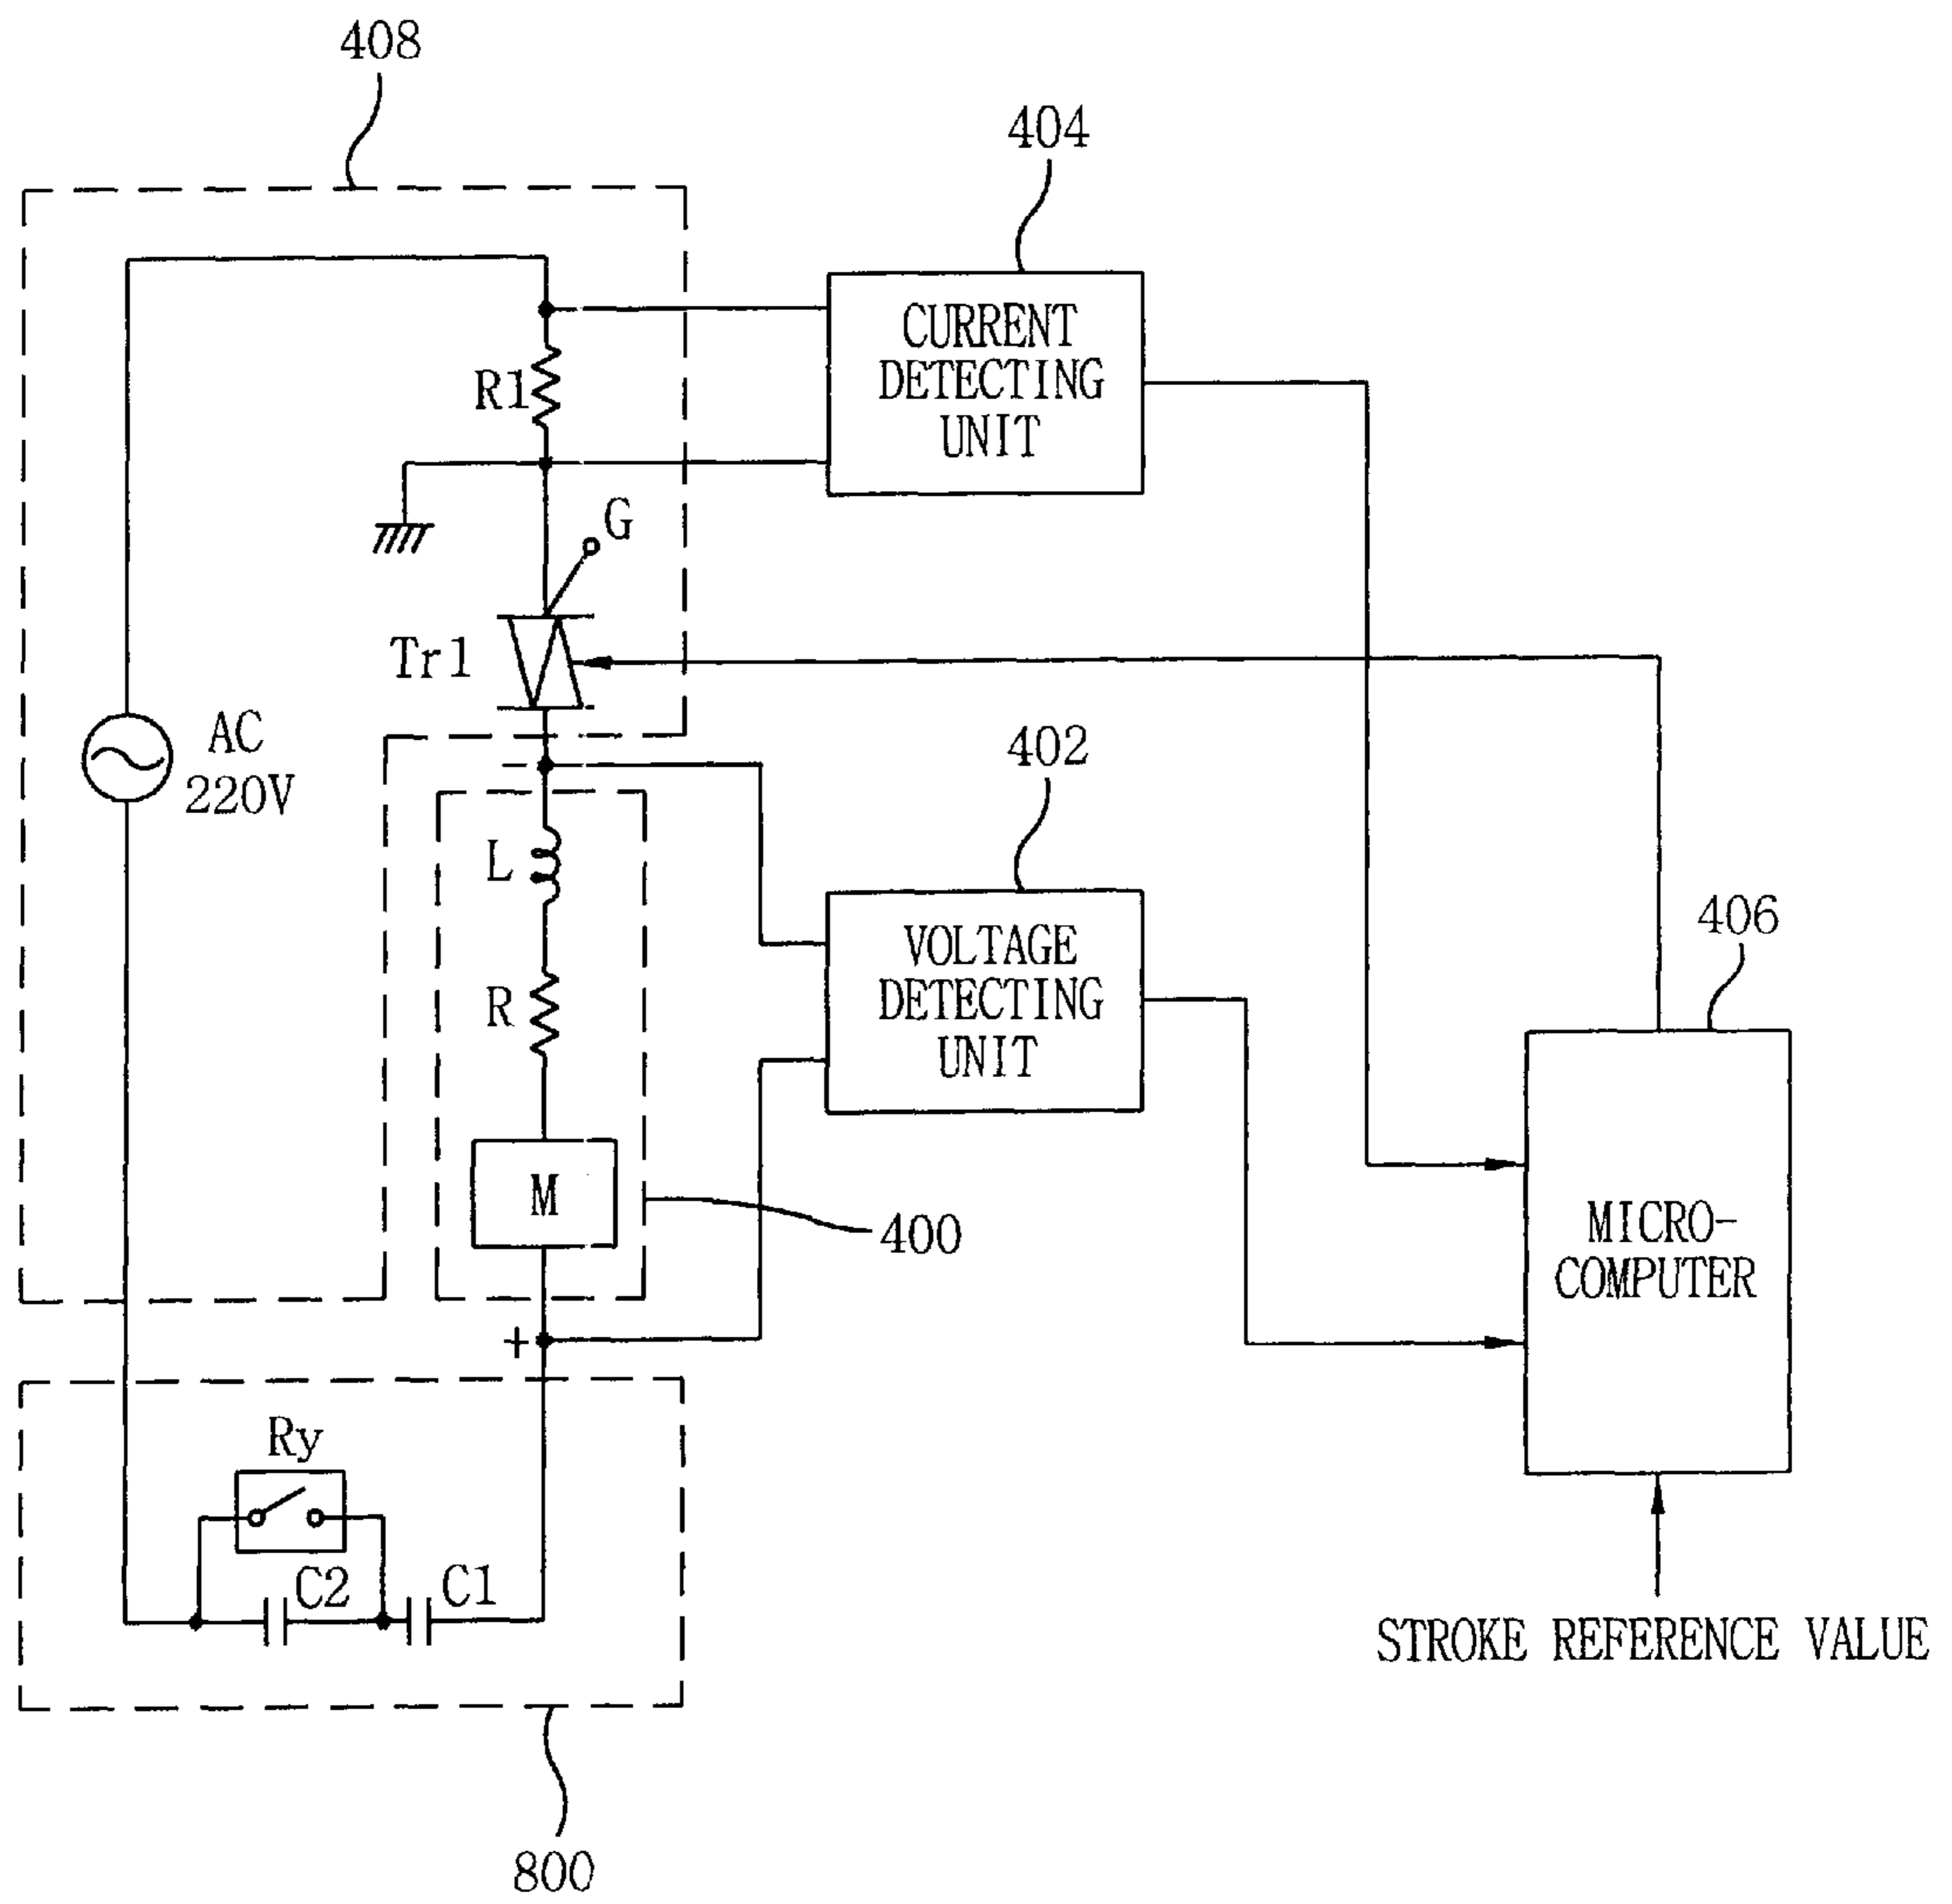 408
404
CURRENT
DETECTING
UNIT
R1
G
Tr1
AC
220V
402
L
VOLTAGE
DETECTING
UNIT
R
406
M
400
MICRO-
COMPUTER
−
+
Ry
C2
C1
STROKE REFERENCE VALUE
800